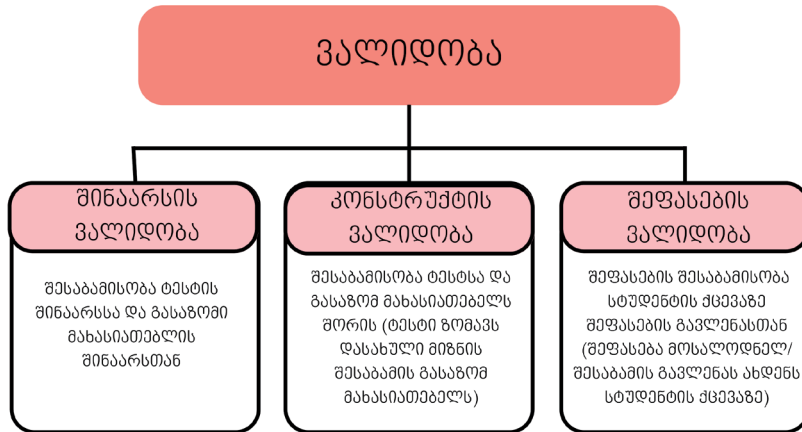 ვალიდობა
შინაარსის
ვალიდობა
შესაბამისობა ტესტის
შინაარსსა და გასაზომი
მახასიათებლის
შინაარსთან
კონსტრუქტის
ვალიდობა
შესაბამისობა ტესტსა და
გასაზომ მახასიათებელს
შორის (ტესტი ზომავს
დასახული მიზნის
შესაბამის გასაზომ
მახასიათებელს)
შეფასების
ვალიდობა
შეფასების შესაბამისობა
სტუდენტის ქცევაზე
შეფასების გავლენასთან
(შეფასება მოსალოდნელ/
შესაბამის გავლენას ახდენს
სტუდენტის ქცევაზე)